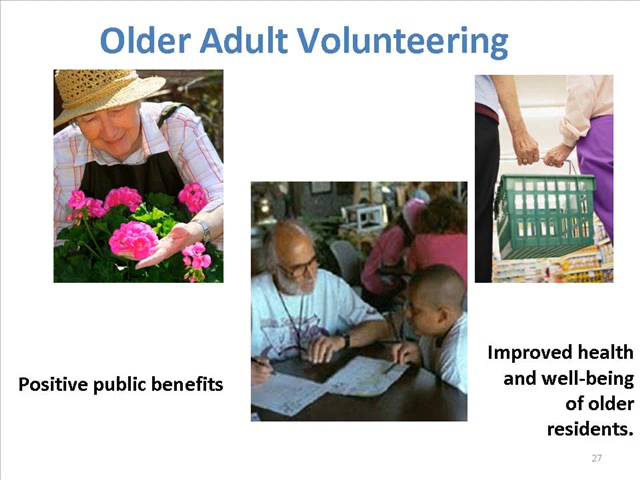 Older Adult Volunteering
Positive public benefits
Improved health
and well-being
of older
residents.
27